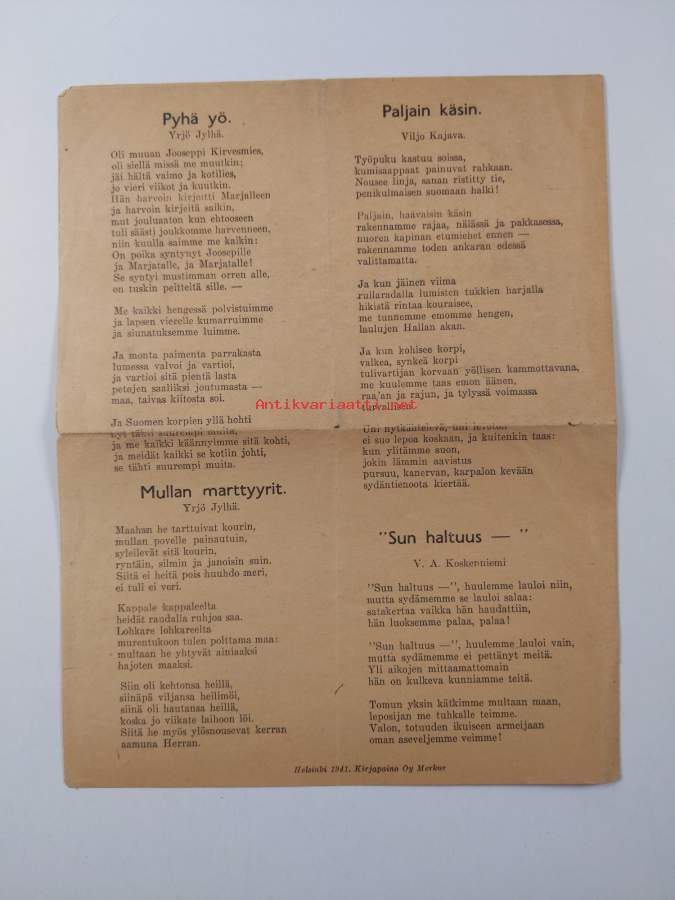 Pyhä yö.
Yrjö Jylhä.
Oli muuan Jooseppi Kirvesmies,
oli siellä missä me muutkin;
jäi hältä vaimo ja kotilies,
jo vieri viikot ja kuutkin.
Hän harvoin kirjoitti Marjalleen
ja harvoin kirjeitä saikin,
mut jouluaaton kun ehtooseen
tuli säästi joukkomme harvenneen,
niin kuulla saimme me kaikin:
On poika syntynyt Joosepille
ja Marjatalle, ja Marjatalle!
Se syntyi mustimman orren alle,
on tuskin peitteltä sille. —
Me kaikki hengessä polvistuimme
ja lapsen vierelle kumarruimme
ja siunatuksemme luimme.
Ja monta paimenta parrakasta
lumessa valvoi ja vartioi,
ja vartioi sitä pientä lasta
petojen saaliiksi joutumasta —
maa, taivas kiitosta soi.
Ja Suomen korpien yllä hohti
nyt tähti suurempi muita,
ja me kaikki käännyimme sitä kohti,
ja meidät kaikki se kotiin johti,
se tähti suurempi muita.
Mullan marttyyrit.
Yrjö Jylhä.
Maahan he tarttuivat kourin,
mullan povelle painautuin,
syleilevät sitä kourin,
ryntäin, silmin ja janoisin suin.
Siitä ei heitä pois huuhdo meri,
ei tuli ei veri.
Kappale kappaleelta
heidät raudalla ruhjoa saa.
Lohkare lohkareelta
murentukoon tulen polttama maa:
multaan he yhtyvät ainiaaksi
hajoten maaksi.
Siin oli kehtonsa heillä,
siinäpä viljansa heilimöi,
siinä oli hautansa heillä,
koska jo viikate laihoon löi.
Siitä he myös ylösnousevat kerran
aamuna Herran.
Paljain käsin.
Viljo Kajava.
Työpuku kastuu soissa,
kumisaappaat painuvat rahkaan.
Nousee linja, sanan ristitty tie,
penikulmaisen suomaan halki!
Paljain, haavaisin käsin
rakennamme rajaa, nälässä ja pakkasessa,
nuoren kapinan etumiehet ennen —
rakennamme toden ankaran edessä
valittamatta.
Ja kun jäinen viima
rullaradalla lumisten tukkien harjalla
hikistä rintaa kouraisee,
me tunnemme emomme hengen,
laulujen Hallan akan.
Ja kun kohisee korpi,
valkea, synkeä korpi
tulivartijan korvaan yöllisen kammottavana,
me kuulemme taas emon äänen,
raa'an ja rajun, ja tylyssä voimassa
turvallisen.
Uni nytkähtelevä, uni levoton
ei suo lepoa koskaan, ja kuitenkin taas:
kun ylitämme suon,
jokin lämmin aavistus
pursuu, kanervan, karpalon kevään
sydäntienoota kiertää.
"Sun haltuus — "
V. A. Koskenniemi
"Sun haltuus —", huulemme lauloi niin,
mutta sydämemme se lauloi salaa:
satakertaa vaikka hän haudattiin,
hän luoksemme palaa, palaa!
"Sun haltuus —", huulemme lauloi vain,
mutta sydämemme ei pettänyt meitä.
Yli aikojen mittaamattomain
hän on kulkeva kunniamme teitä.
Tomun yksin kätkimme multaan maan,
leposijan me tuhkalle teimme.
Valon, totuuden ikuiseen armeijaan
oman aseveljemme veimme!
Helsinki 1941. Kirjapaino Oy Merkur
Antikvariaatti.net